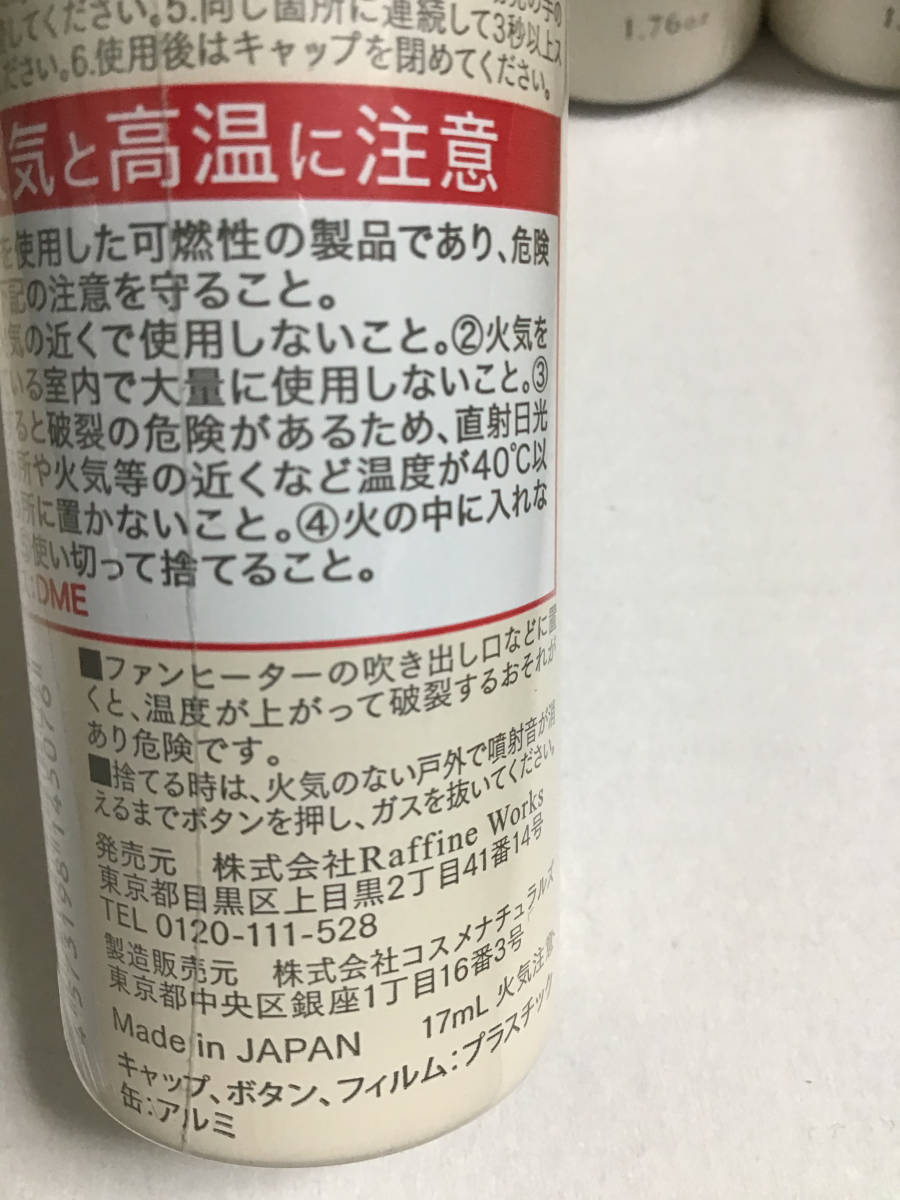 してください。5.同じ箇所に連続して3秒以上ス
ださい。6.使用後はキャップを閉めてください。
気と高温に注意
を使用した可燃性の製品であり、危険
下記の注意を守ること。
火気の近くで使用しないこと。②火気を
いる室内で大量に使用しないこと。③
ると破裂の危険があるため、直射日光
所や火気等の近くなど温度が40℃以
場所に置かないこと。④火の中に入れな
使い切って捨てること。
:DME
■ファンヒーターの吹き出し口などに置
くと、温度が上がって破裂するおそれが
あり危険です。
■捨てる時は、火気のない戸外で噴射音が消
えるまでボタンを押し、ガスを抜いてください。
発売元 株式会社Raffine Works
東京都目黒区上目黒2丁目41番14号
TEL 0120-111-528
製造販売元 株式会社コスメナチュラルズ
東京都中央区銀座1丁目16番3号
Made in JAPAN 17mL 火気注意
キャップ、ボタン、フィルム:プラスチック
缶:アルミ
1.76oz